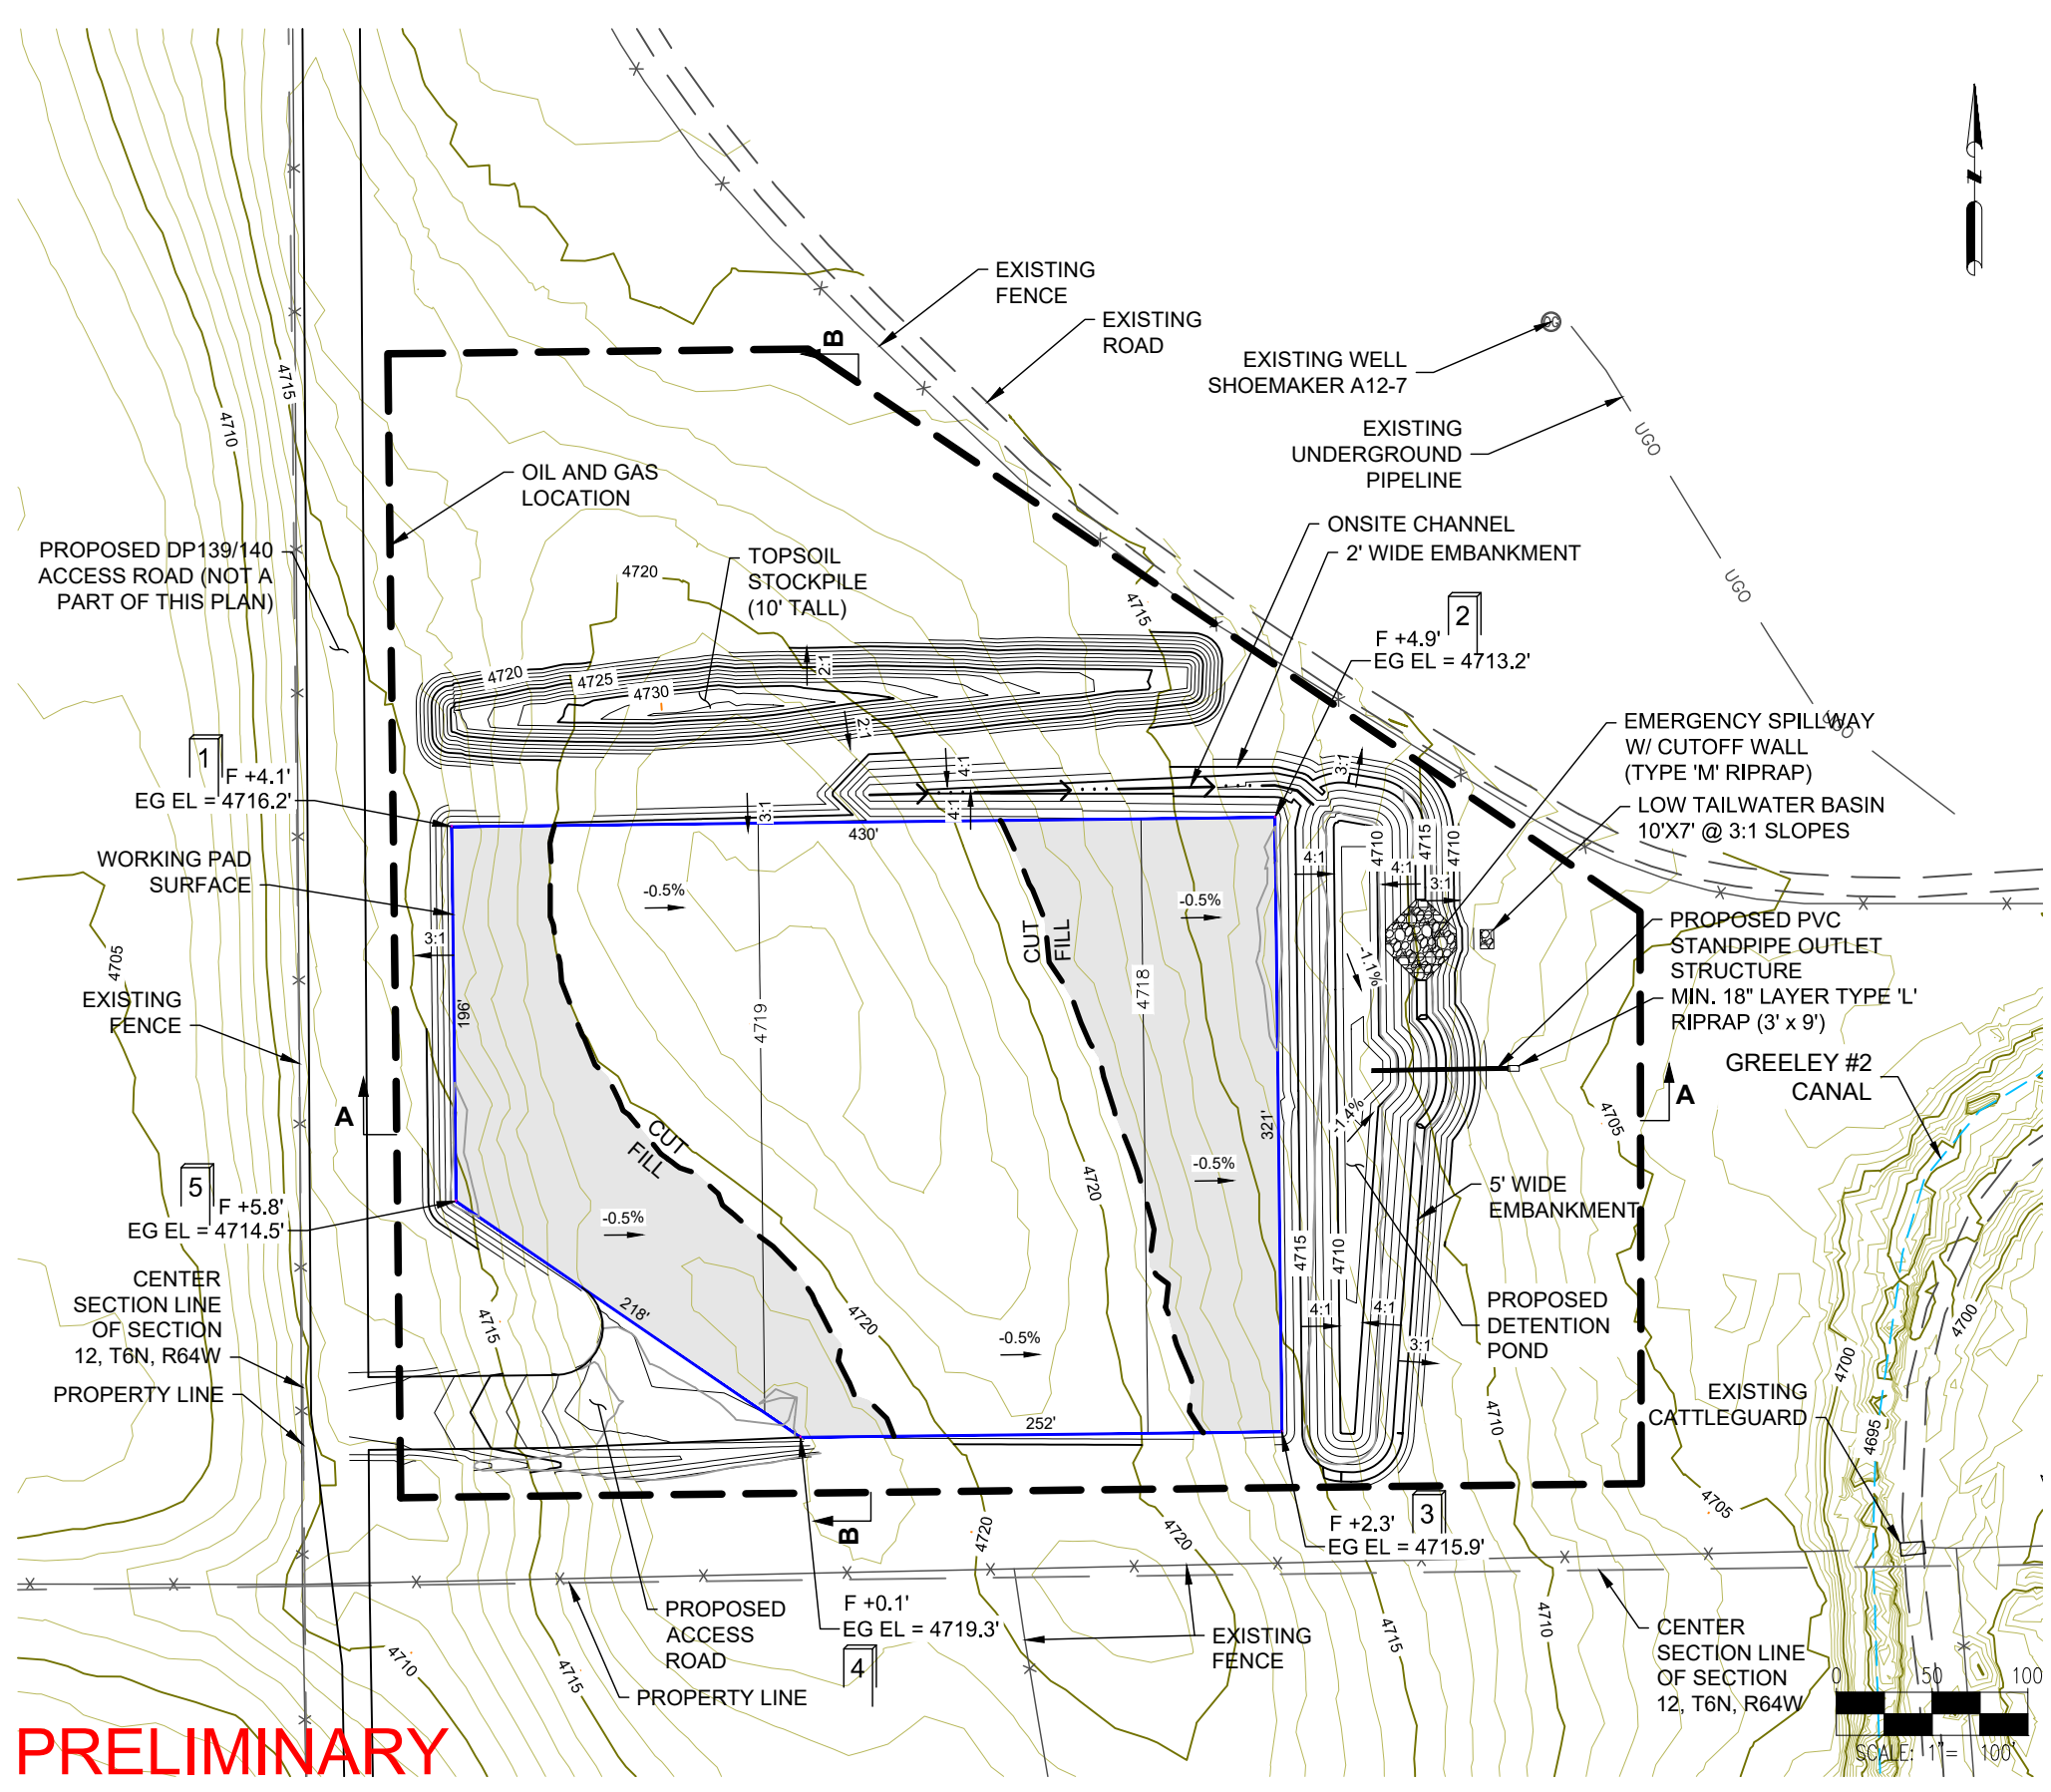 EXISTING
FENCE
EXISTING
ROAD
EXISTING WELL
SHOEMAKER A12-7
OG
EXISTING
UNDERGROUND
PIPELINE
UGO
UGO
UGO
N
B
4715
4710
OIL AND GAS
LOCATION
ONSITE CHANNEL
2' WIDE EMBANKMENT
PROPOSED DP139/140
ACCESS ROAD (NOT A
PART OF THIS PLAN)
4720
TOPSOIL
STOCKPILE
(10' TALL)
4715
2
F +4.9'
EG EL = 4713.2'
4720
4725
4730
2:1
2:1
EMERGENCY SPILLWAY
W/ CUTOFF WALL
(TYPE 'M' RIPRAP)
LOW TAILWATER BASIN
10'X7' @ 3:1 SLOPES
1
F +4.1'
EG EL = 4716.2'
3:1
4:1
4:1
430'
3:1
4710
4715
4710
4:1
4:1
3:1
WORKING PAD
SURFACE
-0.5%
-0.5%
CUT
FILL
PROPOSED PVC
STANDPIPE OUTLET
STRUCTURE
MIN. 18" LAYER TYPE 'L'
RIPRAP (3' x 9')
3:1
196'
4719
4718
-1.1%
4705
EXISTING
FENCE
GREELEY #2
CANAL
A
A
CUT
FILL
321'
-1.4%
4705
4720
-0.5%
-0.5%
5
F +5.8'
EG EL = 4714.5'
5' WIDE
EMBANKMENT
4715
4710
CENTER
SECTION LINE
OF SECTION
12, T6N, R64W
PROPERTY LINE
218'
4715
4720
-0.5%
252'
4:1
4:1
3:1
PROPOSED
DETENTION
POND
4700
4700
EXISTING
CATTLEGUARD
4695
4710
4705
B
4720
4720
3
F +2.3'
EG EL = 4715.9'
F +0.1'
EG EL = 4719.3'
4
PROPOSED
ACCESS
ROAD
PROPERTY LINE
EXISTING
FENCE
4710
4715
4715
4710
CENTER
SECTION LINE
OF SECTION
12, T6N, R64W
0 50 100
SCALE: 1"= 100'
PRELIMINARY